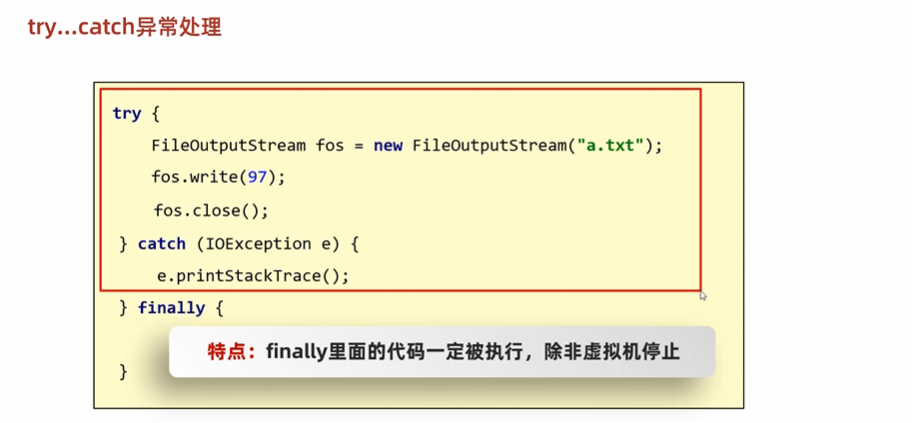 try...catch异常处理
try {
FileOutputStream fos = new FileOutputStream("a.txt");
fos.write(97);
fos.close();
} catch (IOException e) {
e.printStackTrace();
} finally {
特点：finally里面的代码一定被执行，除非虚拟机停止
}